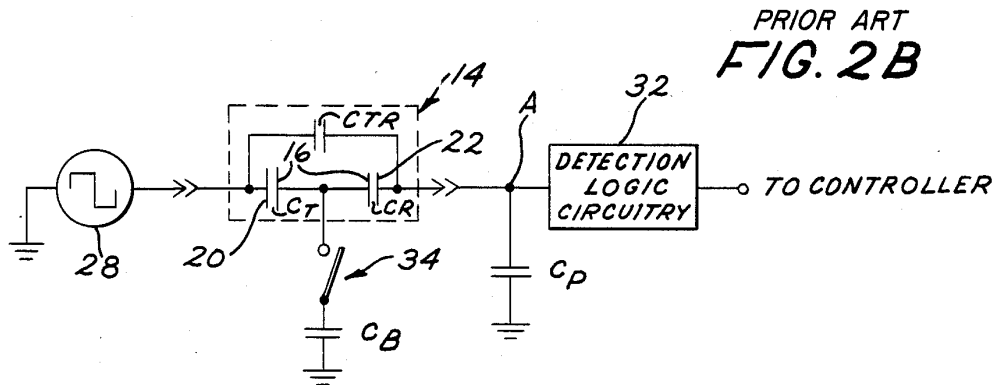 PRIOR ART
FIG. 2B
14
32
CTR
A
16
22
DETECTION
LOGIC
CIRCUITRY
TO CONTROLLER
CT
CR
28
20
34
CP
CB